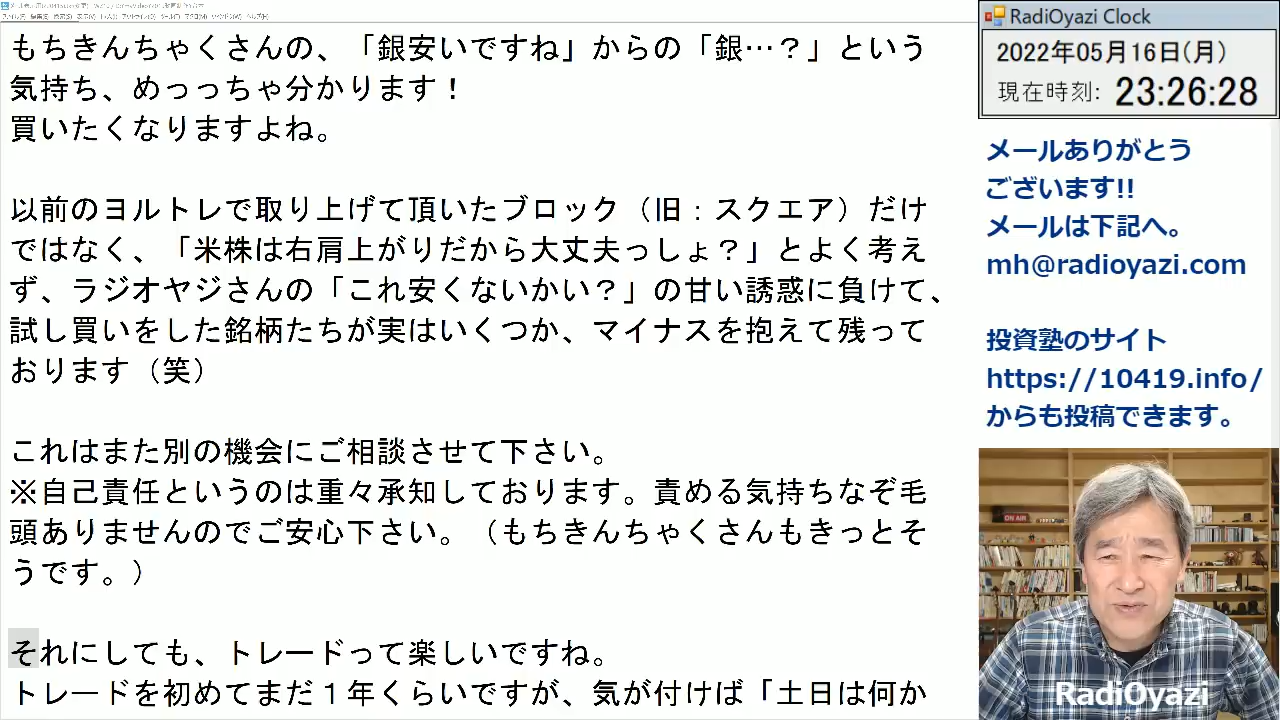 もちきんちゃくさんの、「銀安いですね」からの「銀…？」という
気持ち、めっっちゃ分かります！
買いたくなりますよね。
以前のヨルトレで取り上げて頂いたブロック（旧：スクエア）だけ
ではなく、「米株は右肩上がりだから大丈夫っしょ？」とよく考え
ず、ラジオヤジさんの「これ安くないかい？」の甘い誘惑に負けて、
試し買いをした銘柄たちが実はいくつか、マイナスを抱えて残って
おります（笑）
これはまた別の機会にご相談させて下さい。
※自己責任というのは重々承知しております。責める気持ちなぞ毛
頭ありませんのでご安心下さい。（もちきんちゃくさんもきっとそ
うです。）
それにしても、トレードって楽しいですね。
トレードを初めてまだ１年くらいですが、気が付けば「土日は何か
RadiOyazi Clock
2022年05月16日(月)
現在時刻: 23:26:28
メールありがとう
ございます!!
メールは下記へ。
mh@radioyazi.com
投資塾のサイト
https://10419.info/
からも投稿できます。
ON AIR
RadiOyazi